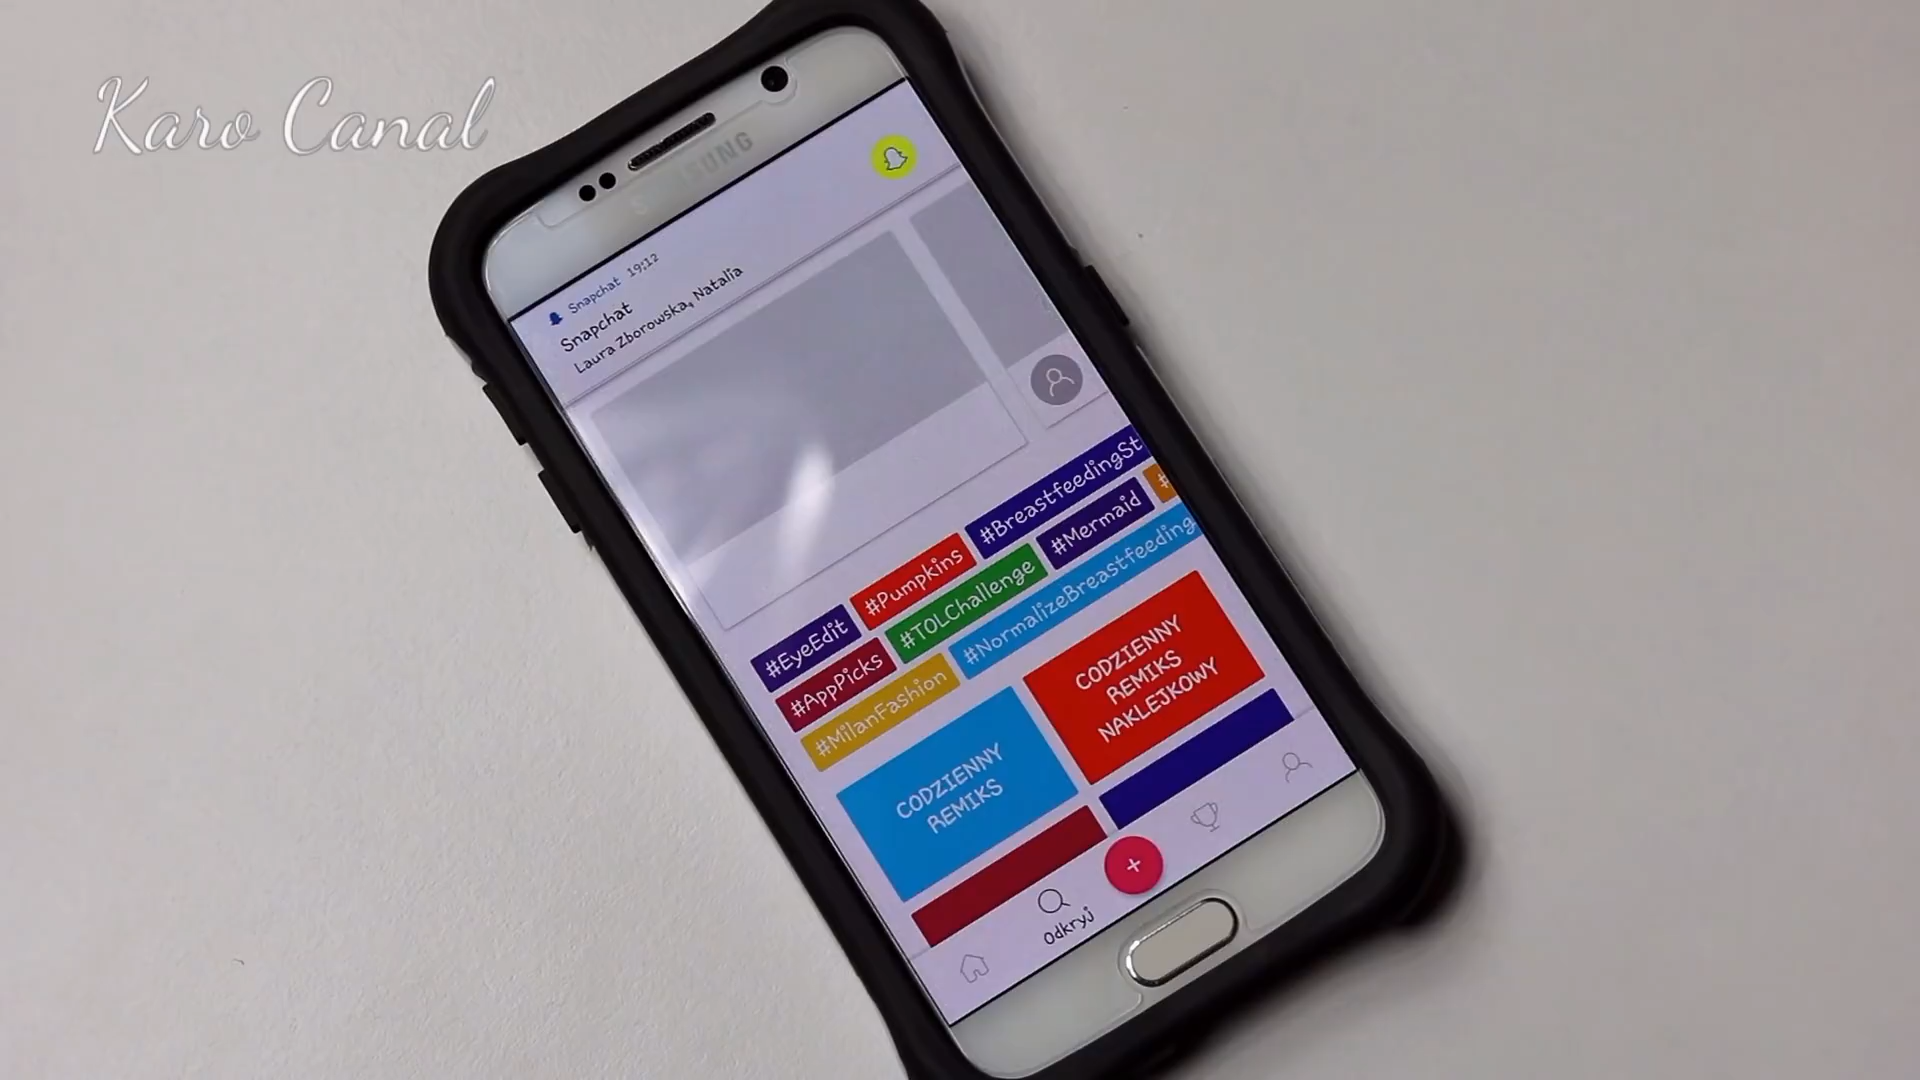 Karo Canal
SAMSUNG
Snapchat 19:12
Snapchat
Laura Zborowska, Natalia
#EyeEdit #Pumpkins #BreastfeedingSt
#AppPicks #TOLChallenge #Mermaid #
#MilanFashion #NormalizeBreastfeeding
CODZIENNY
REMIKS
CODZIENNY
REMIKS
NAKLEJKOWY
+
Odkryj